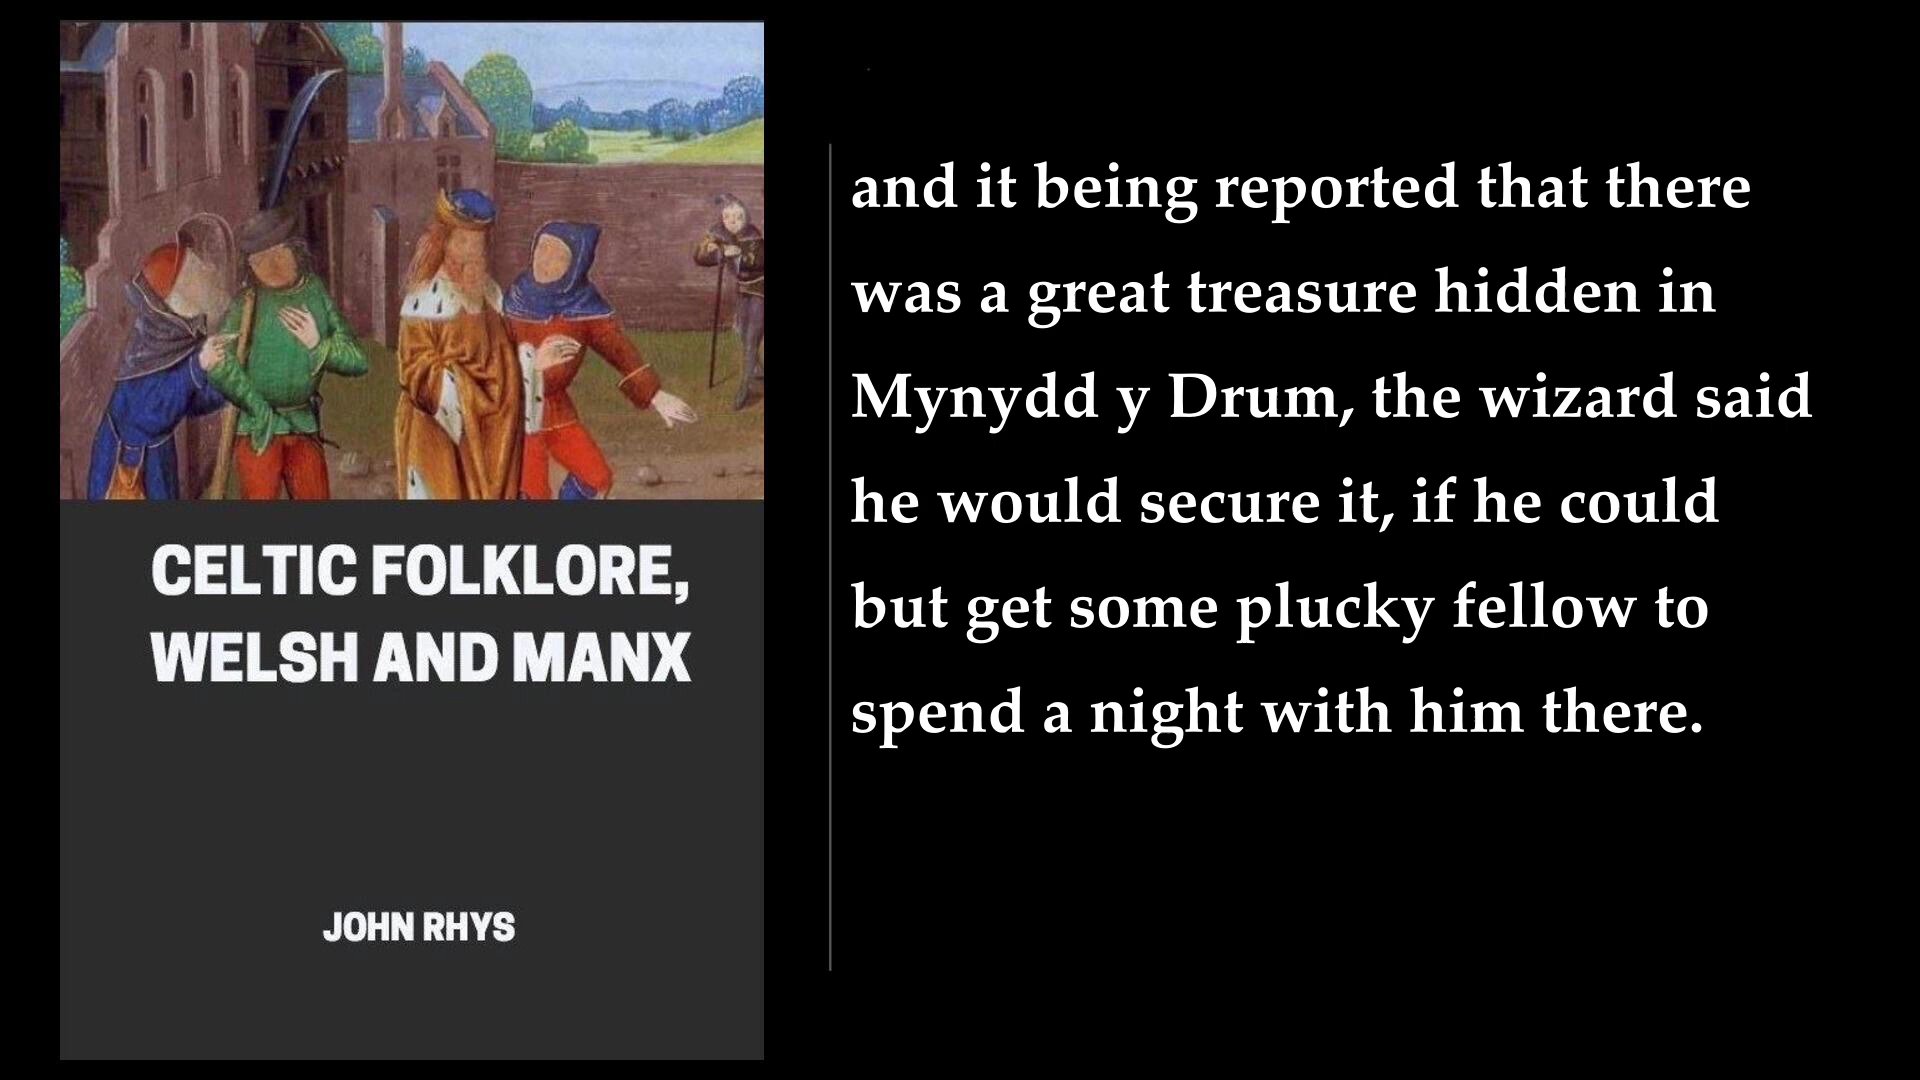 CELTIC FOLKLORE,
WELSH AND MANX
JOHN RHYS
and it being reported that there
was a great treasure hidden in
Mynydd y Drum, the wizard said
he would secure it, if he could
but get some plucky fellow to
spend a night with him there.